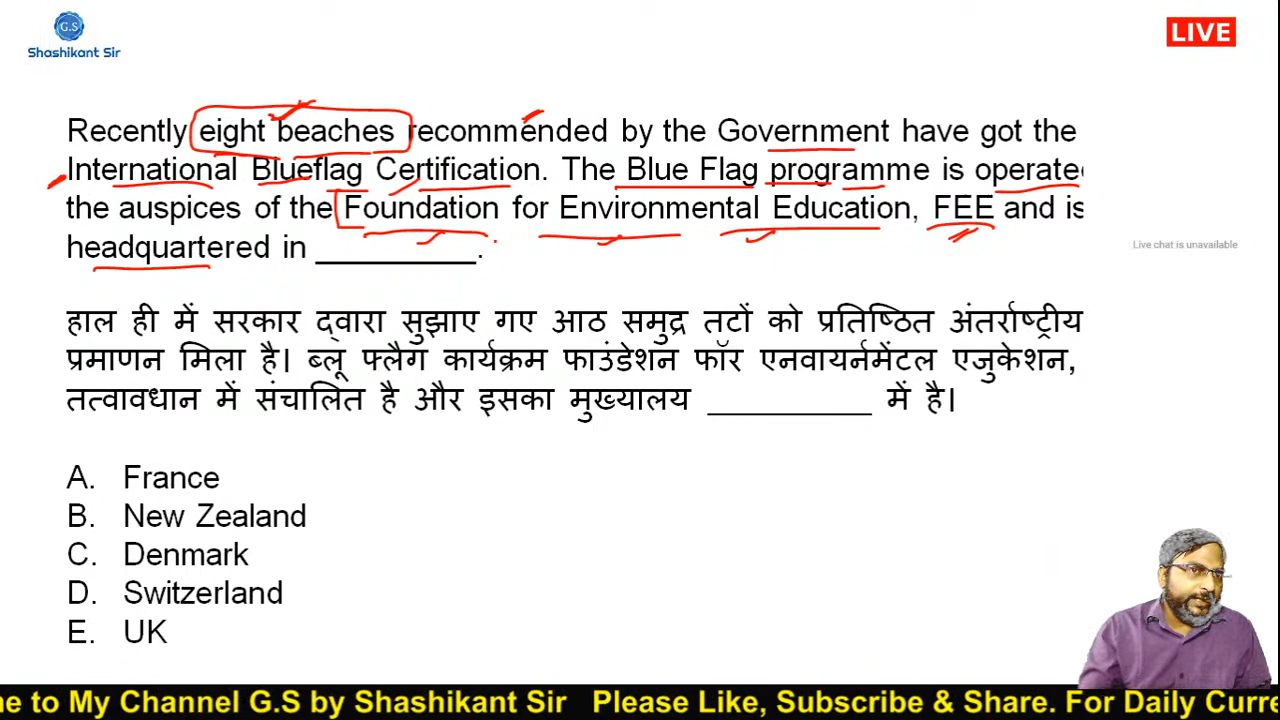 G.S
Shashikant Sir
LIVE
Recently eight beaches recommended by the Government have got the
International Blueflag Certification. The Blue Flag programme is operate
the auspices of the Foundation for Environmental Education, FEE and is
headquartered in _________.
Live chat is unavailable
हाल ही में सरकार द्वारा सुझाए गए आठ समुद्र तटों को प्रतिष्ठित अंतर्राष्ट्रीय
प्रमाणन मिला है। ब्लू फ्लैग कार्यक्रम फाउंडेशन फॉर एनवायर्नमेंटल एजुकेशन,
तत्वावधान में संचालित है और इसका मुख्यालय _________ में है।
A. France
B. New Zealand
C. Denmark
D. Switzerland
E. UK
e to My Channel G.S by Shashikant Sir Please Like, Subscribe & Share. For Daily Curre